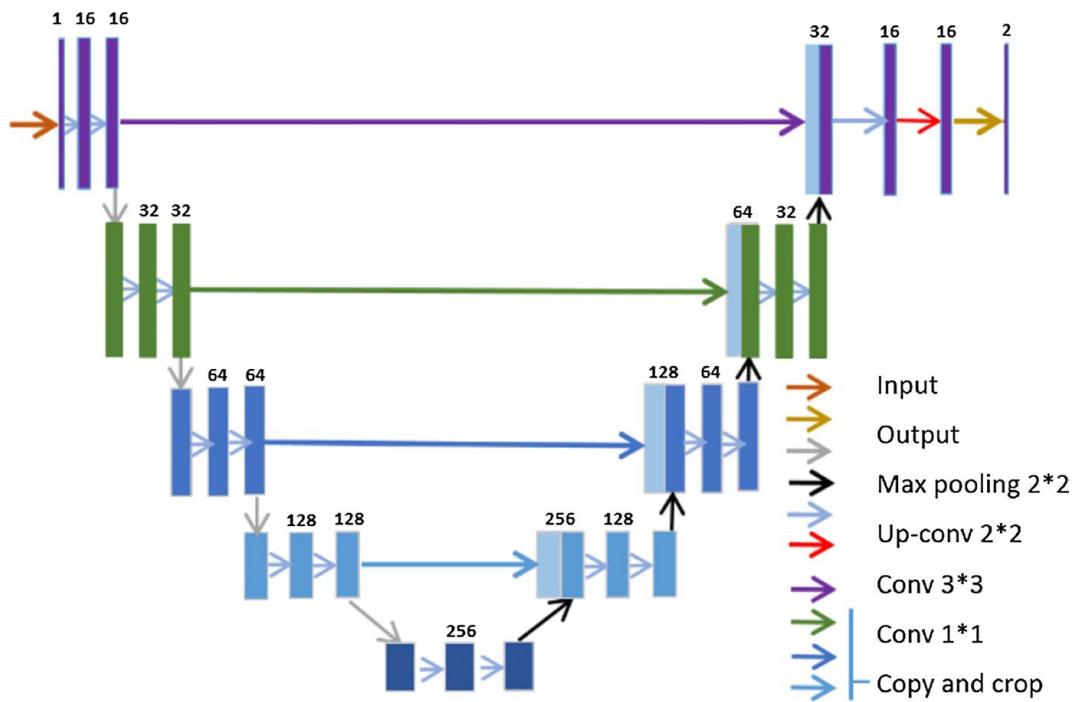 1 16 16
32 16 16 2
32 32
64 32
64 64
128 64
128 128
256 128
256
Input
Output
Max pooling 2*2
Up-conv 2*2
Conv 3*3
Conv 1*1
Copy and crop